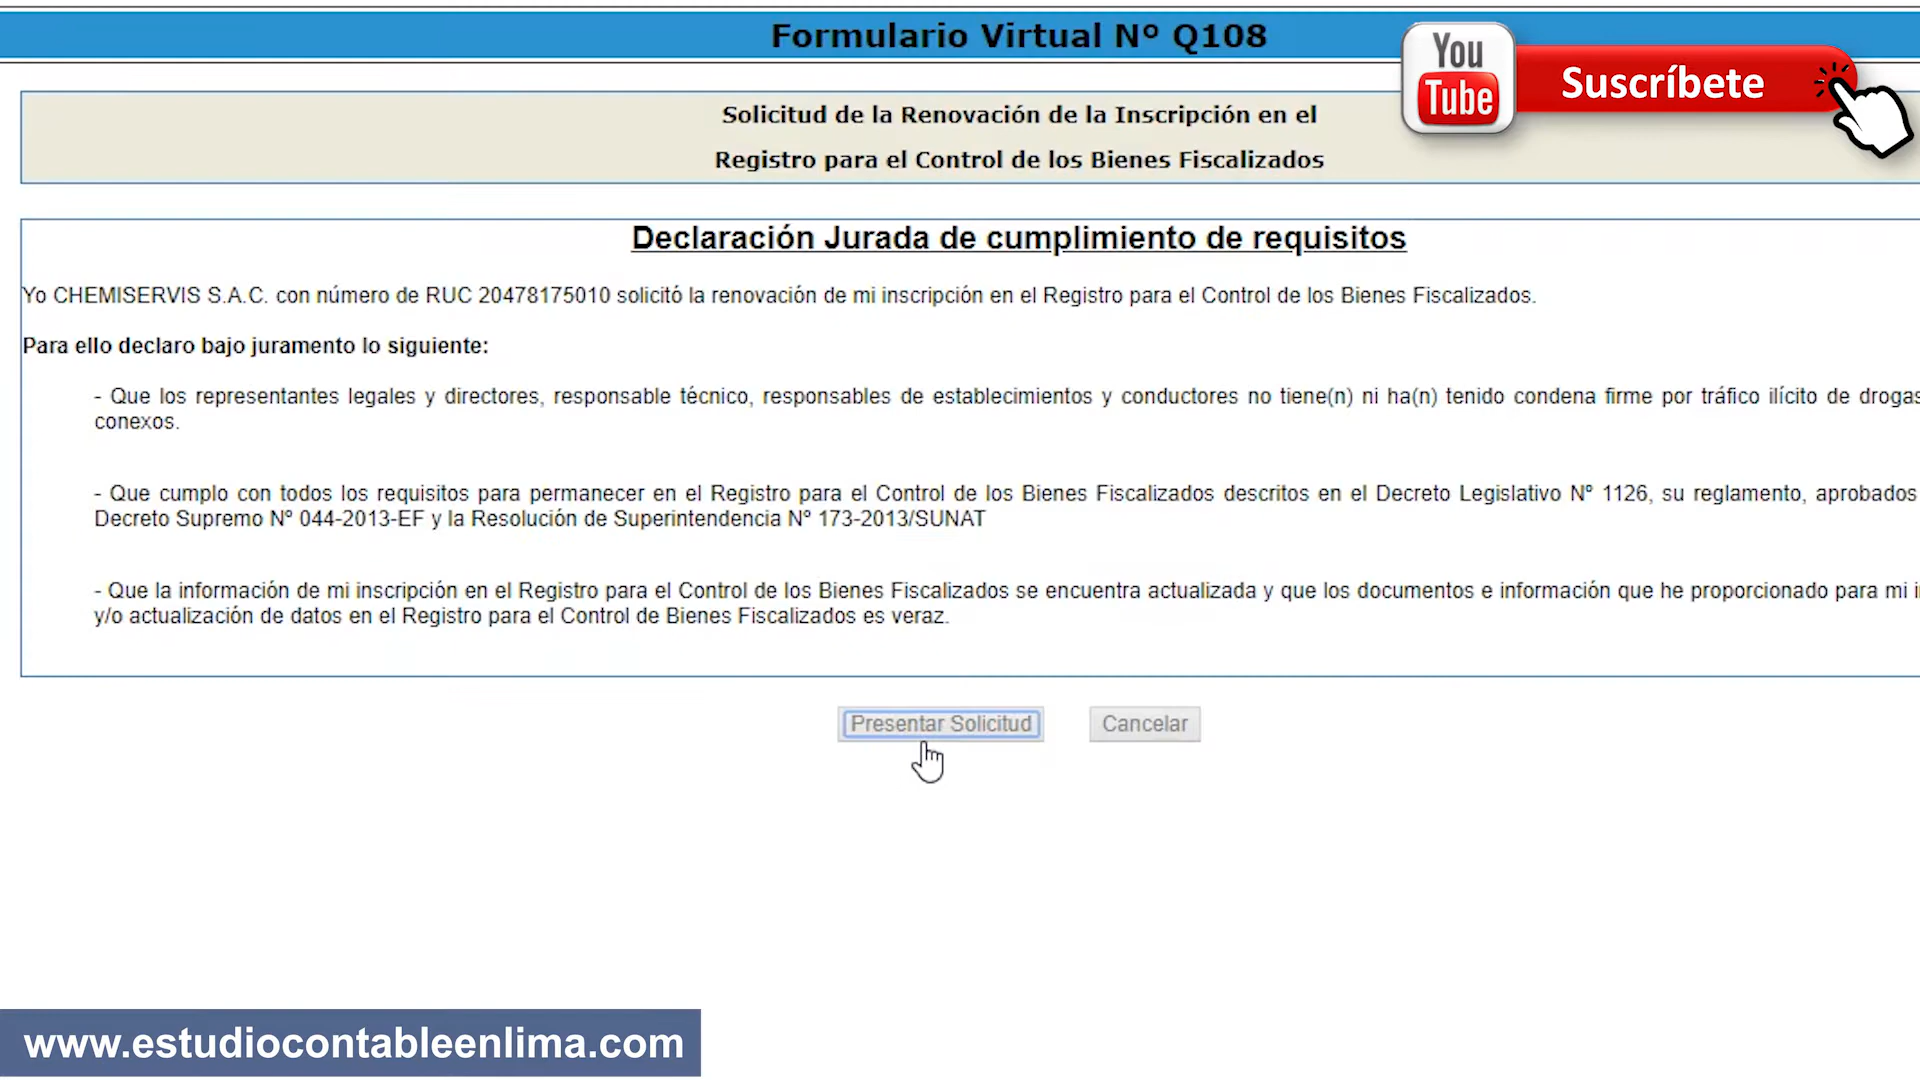 Formulario Virtual Nº Q108
You
Tube
Suscríbete
Solicitud de la Renovación de la Inscripción en el
Registro para el Control de los Bienes Fiscalizados
Declaración Jurada de cumplimiento de requisitos
Yo CHEMISERVIS S.A.C. con número de RUC 20478175010 solicitó la renovación de mi inscripción en el Registro para el Control de los Bienes Fiscalizados.
Para ello declaro bajo juramento lo siguiente:
- Que los representantes legales y directores, responsable técnico, responsables de establecimientos y conductores no tiene(n) ni ha(n) tenido condena firme por tráfico ilícito de drogas
conexos.
- Que cumplo con todos los requisitos para permanecer en el Registro para el Control de los Bienes Fiscalizados descritos en el Decreto Legislativo Nº 1126, su reglamento, aprobados
Decreto Supremo Nº 044-2013-EF y la Resolución de Superintendencia Nº 173-2013/SUNAT
- Que la información de mi inscripción en el Registro para el Control de los Bienes Fiscalizados se encuentra actualizada y que los documentos e información que he proporcionado para mi
y/o actualización de datos en el Registro para el Control de Bienes Fiscalizados es veraz.
Presentar Solicitud
Cancelar
www.estudiocontableenlima.com